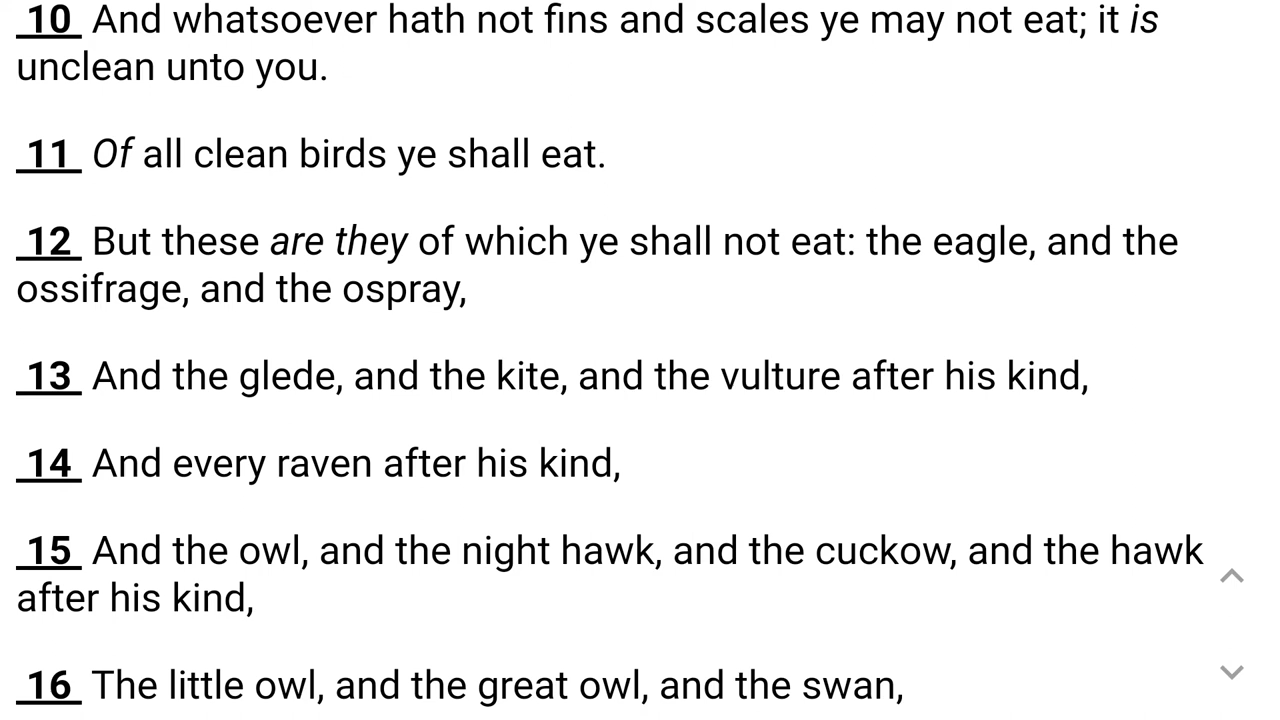 10 And whatsoever hath not fins and scales ye may not eat; it is
unclean unto you.
11 Of all clean birds ye shall eat.
12 But these are they of which ye shall not eat: the eagle, and the
ossifrage, and the ospray,
13 And the glede, and the kite, and the vulture after his kind,
14 And every raven after his kind,
15 And the owl, and the night hawk, and the cuckow, and the hawk
after his kind,
16 The little owl, and the great owl, and the swan,